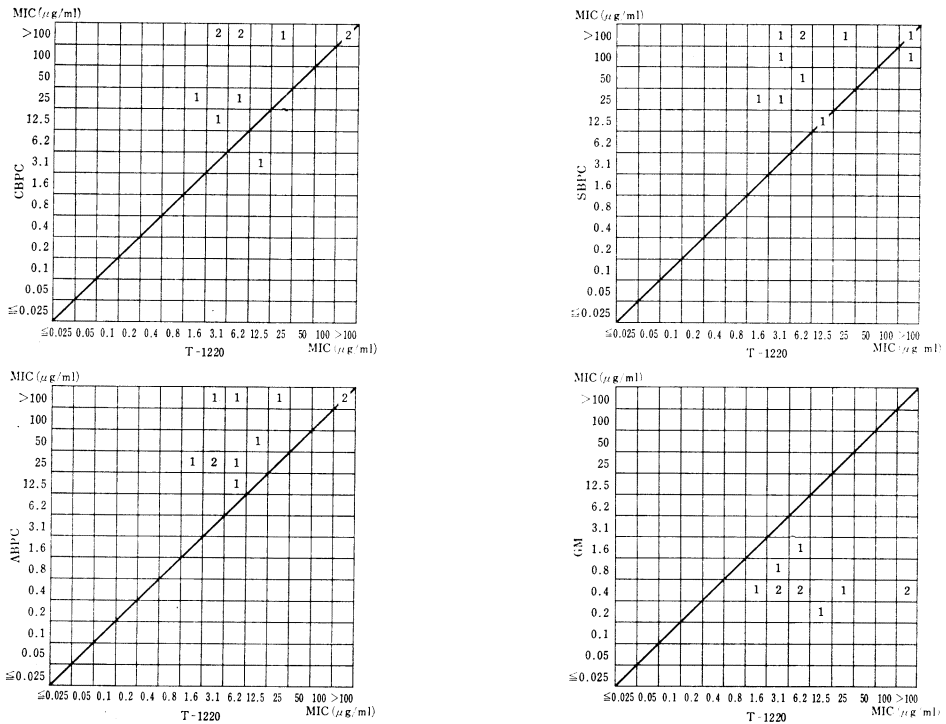 MIC(μg/ml)
>100 2 2 1 2
100
50
25 1 1
12.5 1
6.2
3.1 1
1.6
0.8
0.4
0.2
0.1
0.05
≦0.025
CBPC
≦0.025 0.05 0.1 0.2 0.4 0.8 1.6 3.1 6.2 12.5 25 50 100 >100
T-1220 MIC(μg/ml)
MIC(μg/ml)
>100 1 2 1 1
100 1 1
50 1
25 1 1
12.5 1
6.2
3.1
1.6
0.8
0.4
0.2
0.1
0.05
≦0.025
SBPC
≦0.025 0.05 0.1 0.2 0.4 0.8 1.6 3.1 6.2 12.5 25 50 100 >100
T-1220 MIC(μg/ml)
MIC(μg/ml)
>100 1 1 1 2
100
50 1
25 1 2 1
12.5 1
6.2
3.1
1.6
0.8
0.4
0.2
0.1
0.05
≦0.025
ABPC
≦0.025 0.05 0.1 0.2 0.4 0.8 1.6 3.1 6.2 12.5 25 50 100 >100
T-1220 MIC(μg/ml)
MIC(μg/ml)
>100
100
50
25
12.5
6.2
3.1
1.6 1
0.8 1
0.4 1 2 2 1 2
0.2 1
0.1
0.05
≦0.025
GM
≦0.025 0.05 0.1 0.2 0.4 0.8 1.6 3.1 6.2 12.5 25 50 100 >100
T-1220 MIC(μg/ml)